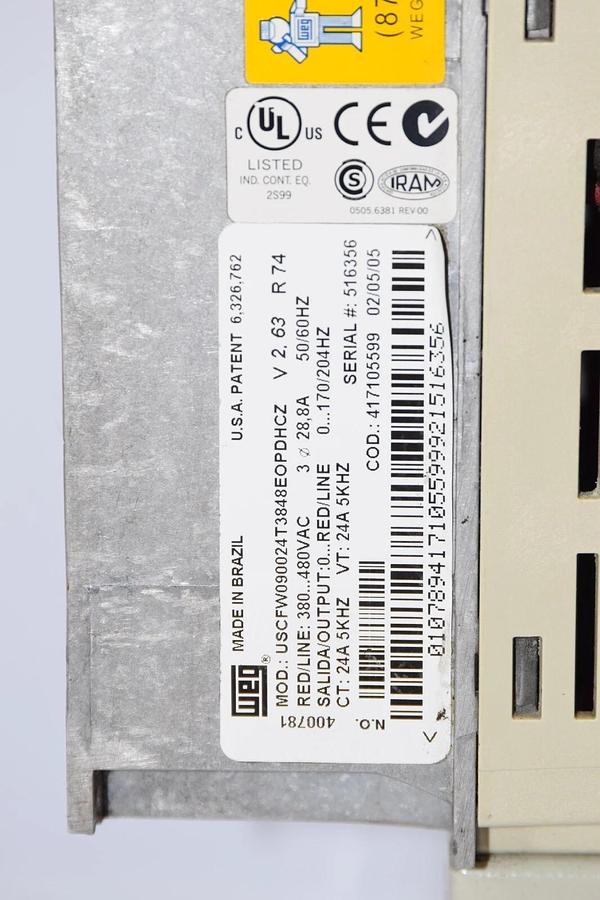 weg
(87
WEG
C UL US CE
LISTED
IND. CONT. EQ.
2S99
S IRAM
0505.6381 REV 00
weg® MADE IN BRAZIL U.S.A. PATENT 6,326,762
MOD.: USCFW090024T3848EOPDHCZ V 2, 63 R 74
RED/LINE: 380...480VAC 3 ⌀ 28,8A 50/60HZ
SALIDA/OUTPUT:0...RED/LINE 0...170/204HZ
CT: 24A 5KHZ VT: 24A 5KHZ SERIAL #: 516356
COD.: 417105599 02/05/05
N.O.
400781